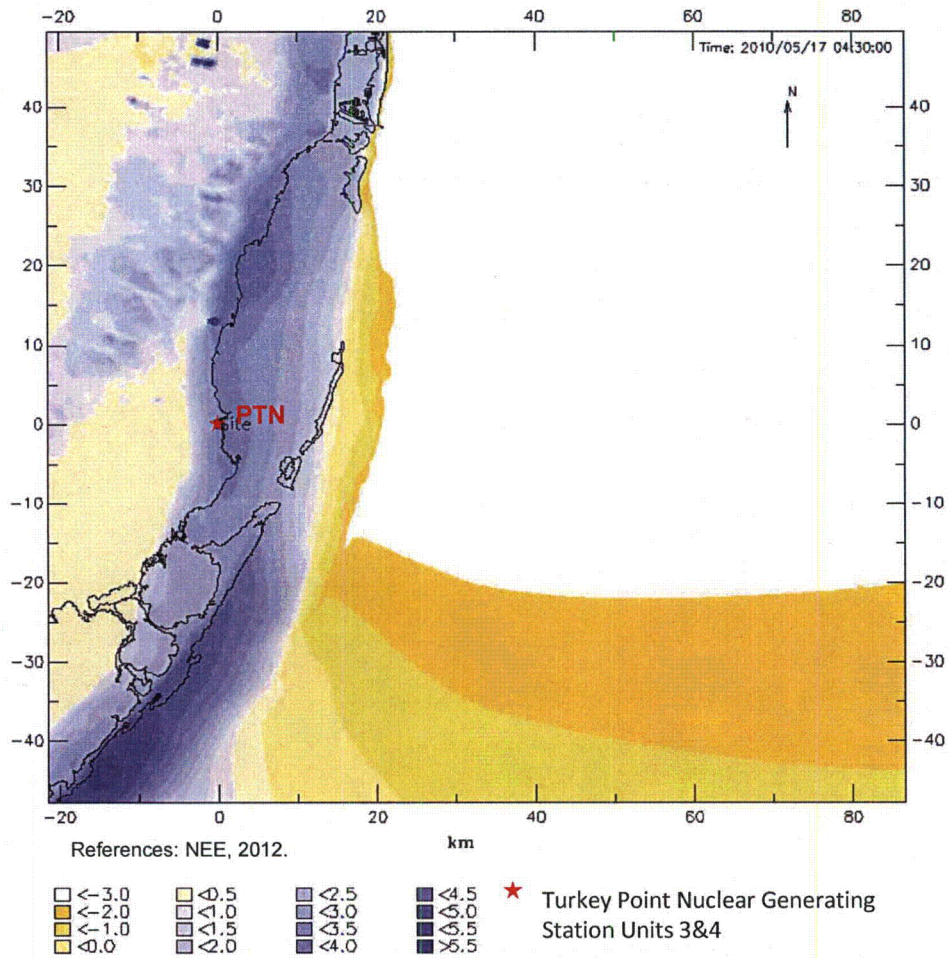 -20 0 20 40 60 80
Time: 2010/05/17 04:30:00
N
40 40
30 30
20 20
10 10
0 PTN site 0
-10 -10
-20 -20
-30 -30
-40 -40
-20 0 20 40 60 80
km
References: NEE, 2012.
<-3.0 <0.5 <2.5 <4.5
<-2.0 <1.0 <3.0 <5.0
<-1.0 <1.5 <3.5 <5.5
<0.0 <2.0 <4.0 >5.5
Turkey Point Nuclear Generating
Station Units 3&4